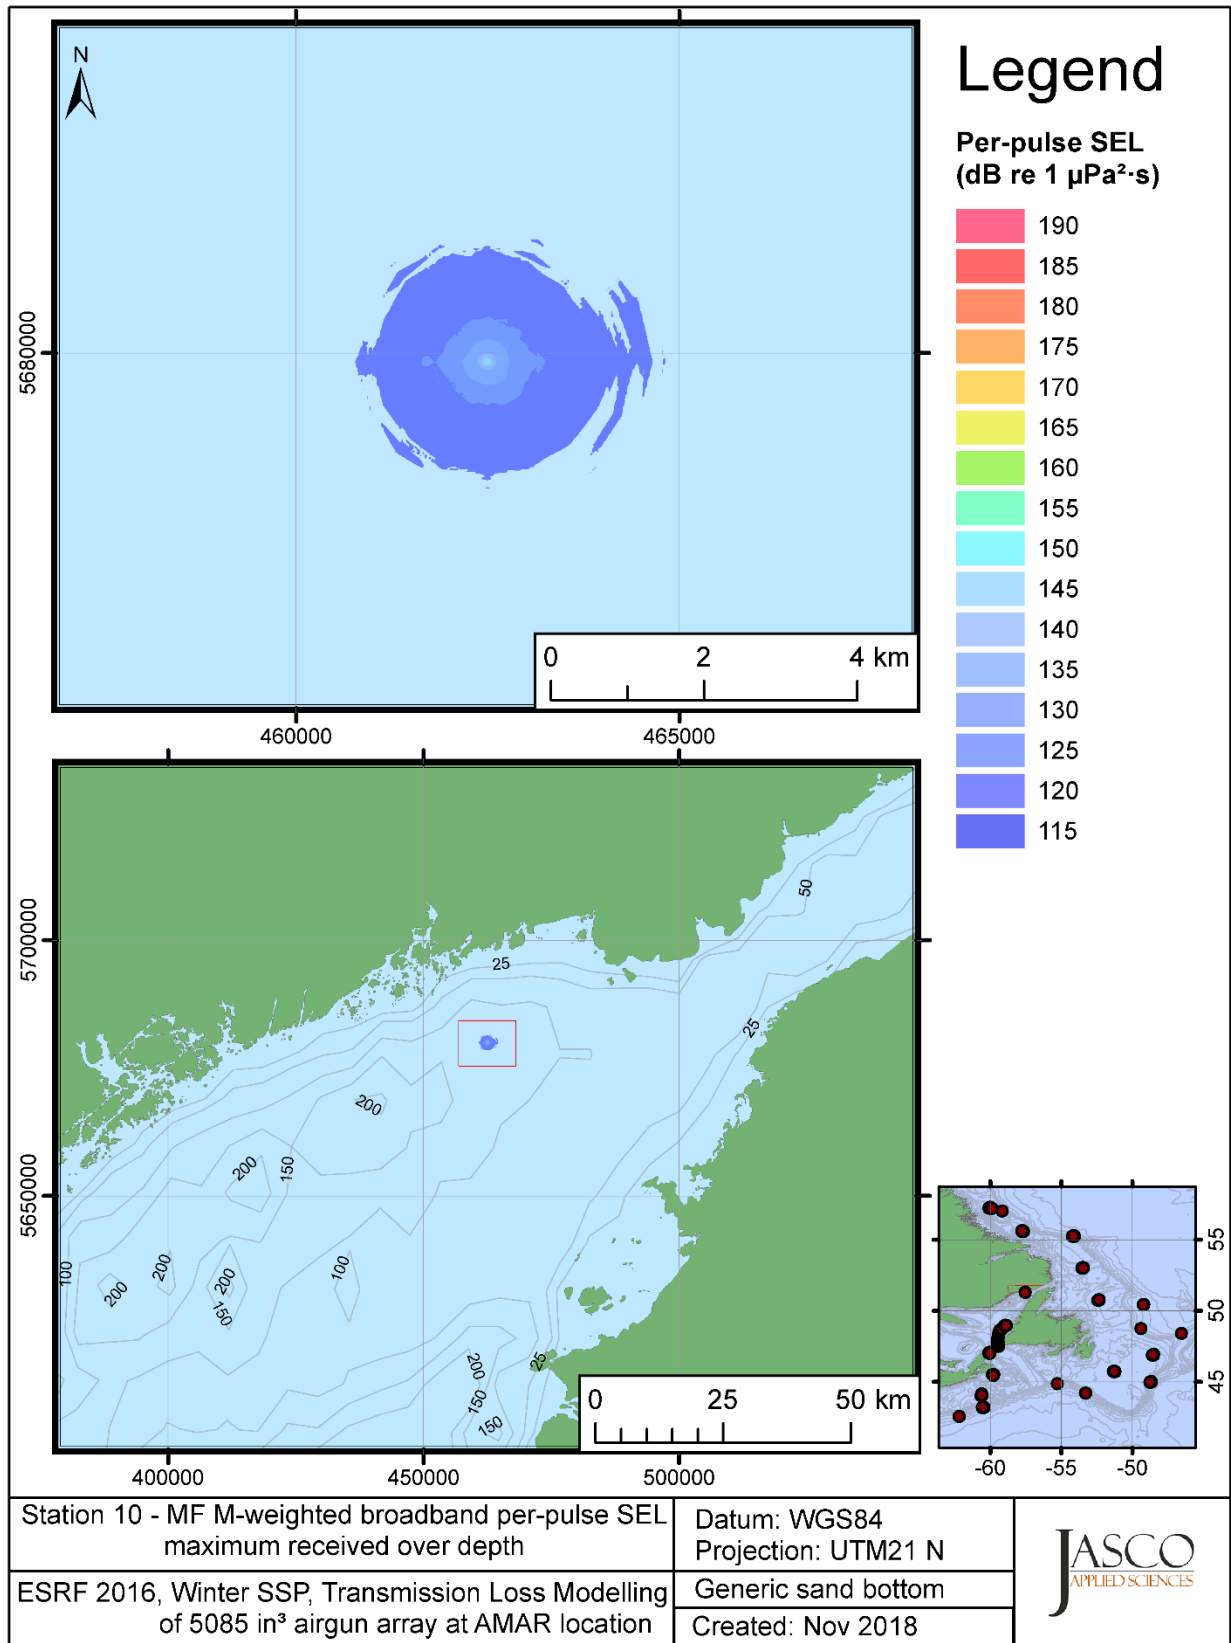 N
5680000
0 2 4 km
460000 465000
Legend
Per-pulse SEL
(dB re 1 µPa²·s)
190
185
180
175
170
165
160
155
150
145
140
135
130
125
120
115
5700000
5650000
50
25
25
200
200
150
100
200
200
200
150
100
200
150
150
25
0 25 50 km
400000 450000 500000
55
50
45
-60 -55 -50
Station 10 - MF M-weighted broadband per-pulse SEL
maximum received over depth
ESRF 2016, Winter SSP, Transmission Loss Modelling
of 5085 in³ airgun array at AMAR location
Datum: WGS84
Projection: UTM21 N
Generic sand bottom
Created: Nov 2018
JASCO
APPLIED SCIENCES